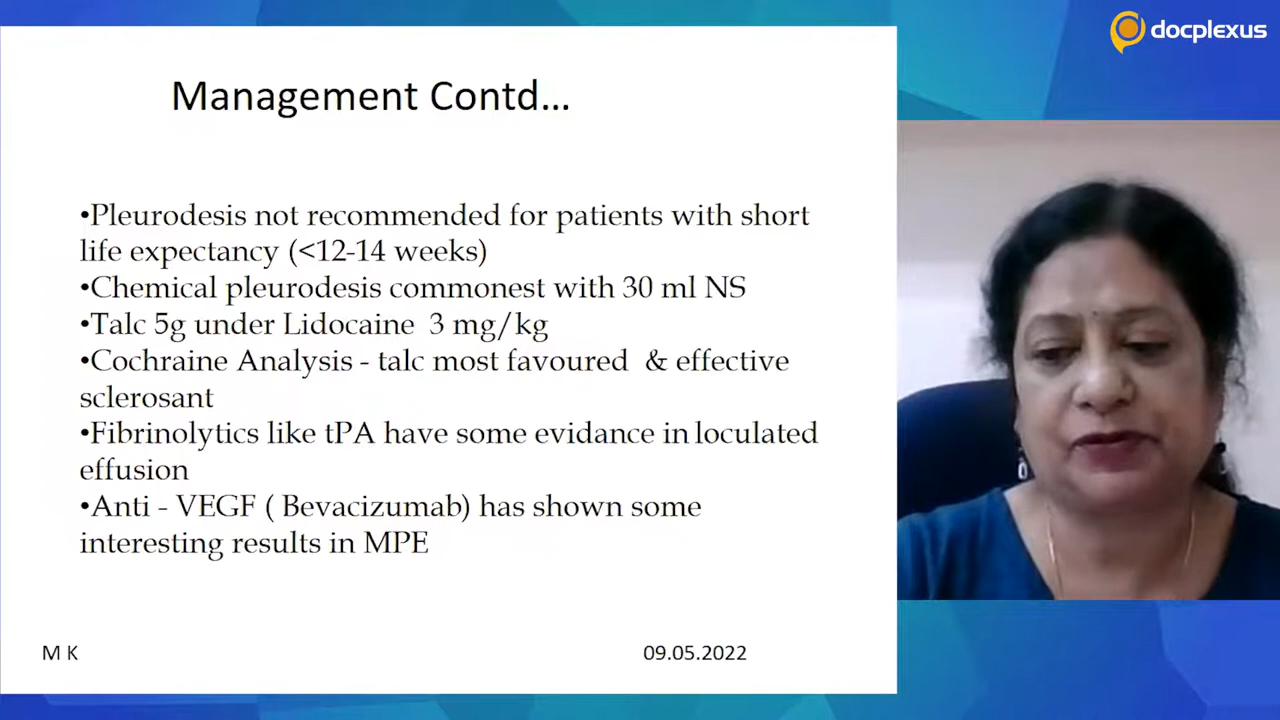 docplexus
Management Contd...
•Pleurodesis not recommended for patients with short
life expectancy (<12-14 weeks)
•Chemical pleurodesis commonest with 30 ml NS
•Talc 5g under Lidocaine 3 mg/kg
•Cochraine Analysis - talc most favoured & effective
sclerosant
•Fibrinolytics like tPA have some evidance in loculated
effusion
•Anti - VEGF ( Bevacizumab) has shown some
interesting results in MPE
M K
09.05.2022